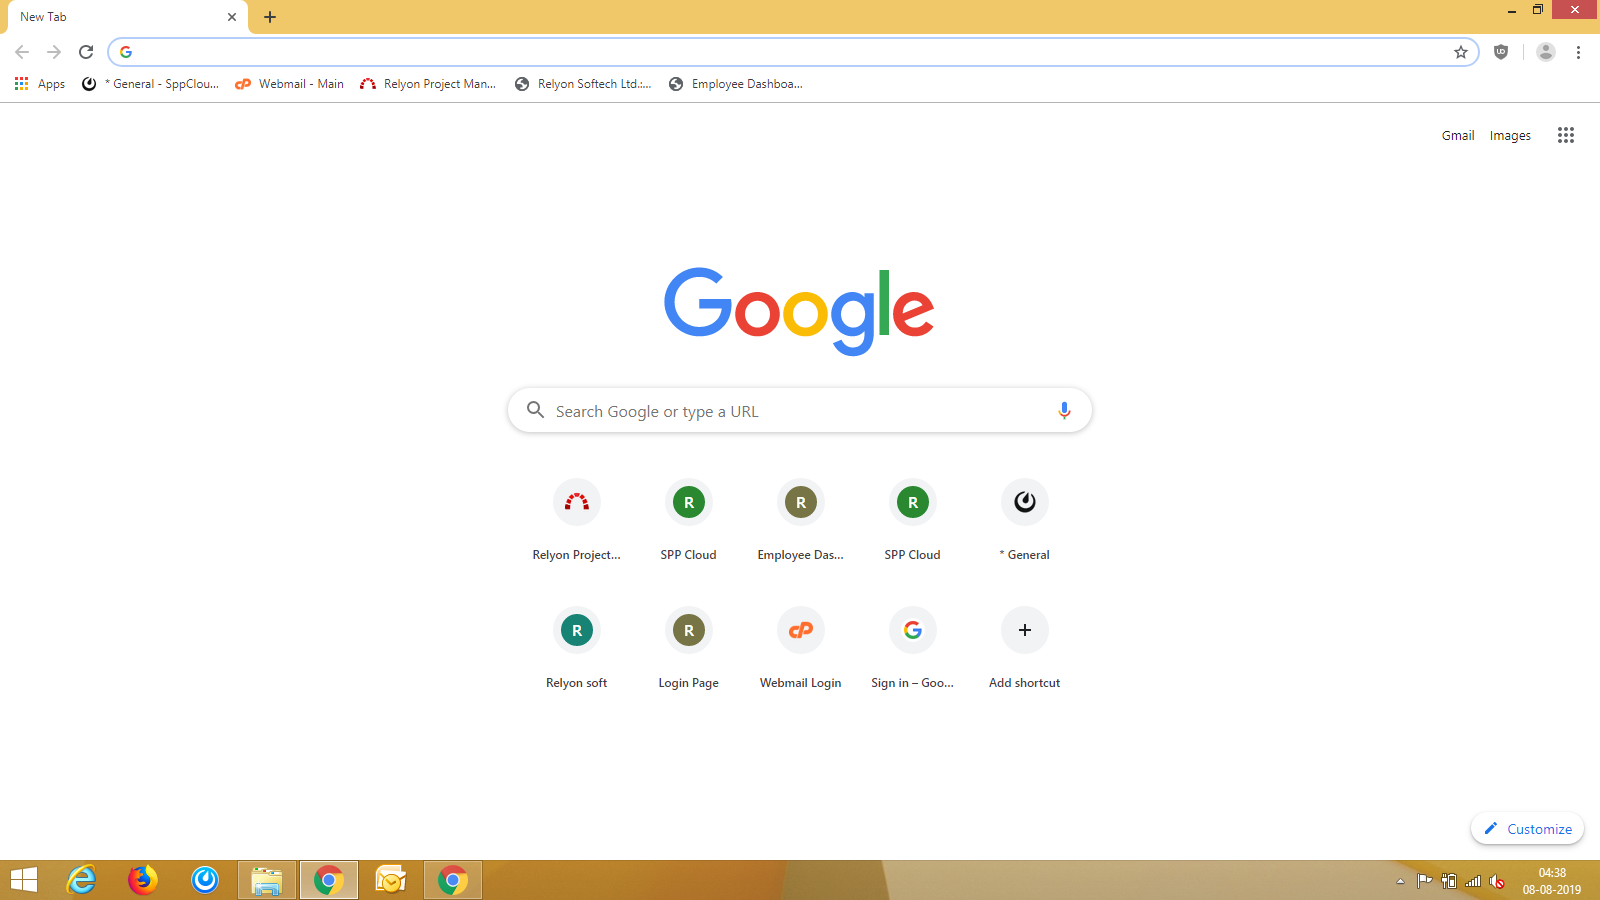 New Tab
Apps
* General - SppClou...
Webmail - Main
Relyon Project Man...
Relyon Softech Ltd.:...
Employee Dashboa...
Gmail
Images
Google
Search Google or type a URL
R
R
R
Relyon Project...
SPP Cloud
Employee Das...
SPP Cloud
* General
R
R
cP
G
Relyon soft
Login Page
Webmail Login
Sign in – Goo...
Add shortcut
Customize
04:38
08-08-2019